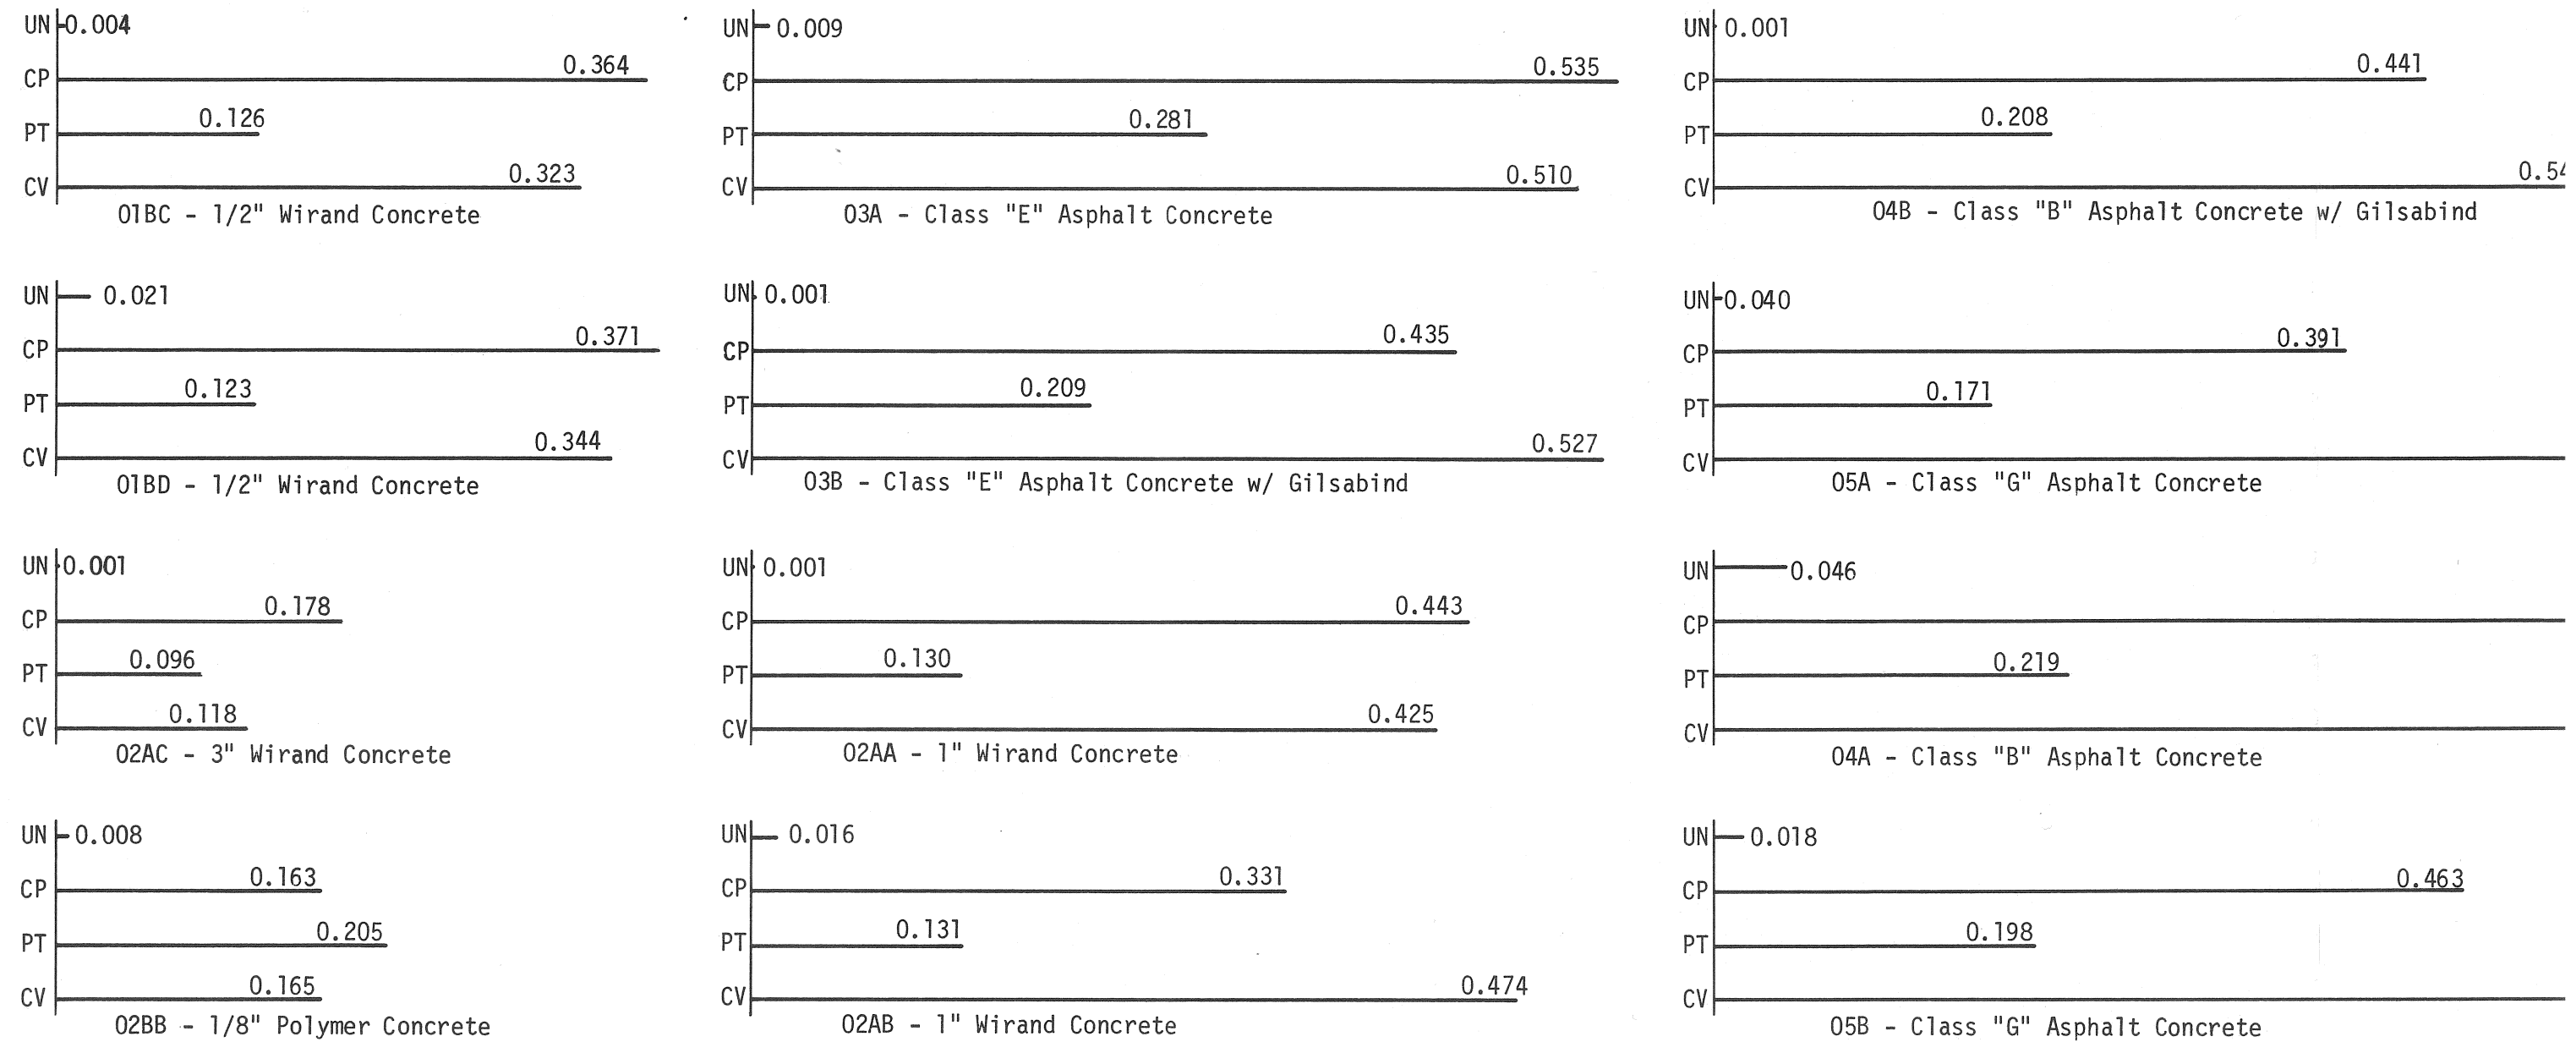 UN 0.004
CP 0.364
PT 0.126
CV 0.323
01BC - 1/2" Wirand Concrete
UN 0.021
CP 0.371
PT 0.123
CV 0.344
01BD - 1/2" Wirand Concrete
UN 0.001
CP 0.178
PT 0.096
CV 0.118
02AC - 3" Wirand Concrete
UN 0.008
CP 0.163
PT 0.205
CV 0.165
02BB - 1/8" Polymer Concrete
UN 0.009
CP 0.535
PT 0.281
CV 0.510
03A - Class "E" Asphalt Concrete
UN 0.001
CP 0.435
PT 0.209
CV 0.527
03B - Class "E" Asphalt Concrete w/ Gilsabind
UN 0.001
CP 0.443
PT 0.130
CV 0.425
02AA - 1" Wirand Concrete
UN 0.016
CP 0.331
PT 0.131
CV 0.474
02AB - 1" Wirand Concrete
UN 0.001
CP 0.441
PT 0.208
CV
04B - Class "B" Asphalt Concrete w/ Gilsabind
UN 0.040
CP 0.391
PT 0.171
CV
05A - Class "G" Asphalt Concrete
UN 0.046
CP
PT 0.219
CV
04A - Class "B" Asphalt Concrete
UN 0.018
CP 0.463
PT 0.198
CV
05B - Class "G" Asphalt Concrete